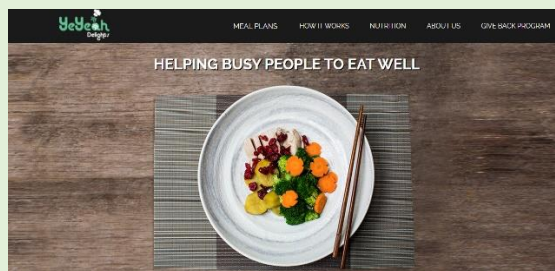 YeYeah
Delights
MEAL PLANS HOW IT WORKS NUTRITION ABOUT US GIVE BACK PROGRAM
HELPING BUSY PEOPLE TO EAT WELL